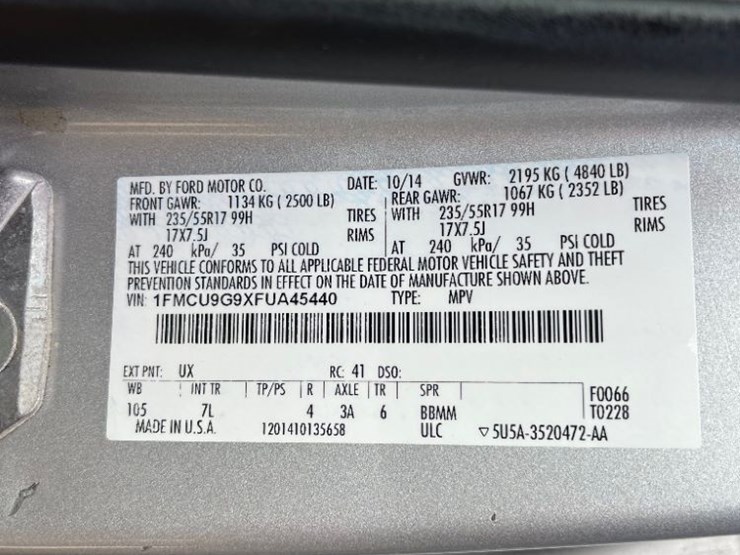 MFD. BY FORD MOTOR CO. DATE: 10/14 GVWR: 2195 KG ( 4840 LB)
FRONT GAWR: 1134 KG ( 2500 LB) REAR GAWR: 1067 KG ( 2352 LB)
WITH 235/55R17 99H TIRES WITH 235/55R17 99H TIRES
17X7.5J RIMS 17X7.5J RIMS
AT 240 kPa/ 35 PSI COLD AT 240 kPa/ 35 PSI COLD
THIS VEHICLE CONFORMS TO ALL APPLICABLE FEDERAL MOTOR VEHICLE SAFETY AND THEFT
PREVENTION STANDARDS IN EFFECT ON THE DATE OF MANUFACTURE SHOWN ABOVE.
VIN: 1FMCU9G9XFUA45440 TYPE: MPV
EXT PNT: UX RC: 41 DSO:
WB INT TR TP/PS R AXLE TR SPR F0066
105 7L 4 3A 6 BBMM T0228
MADE IN U.S.A. 1201410135658 ULC ▽5U5A-3520472-AA